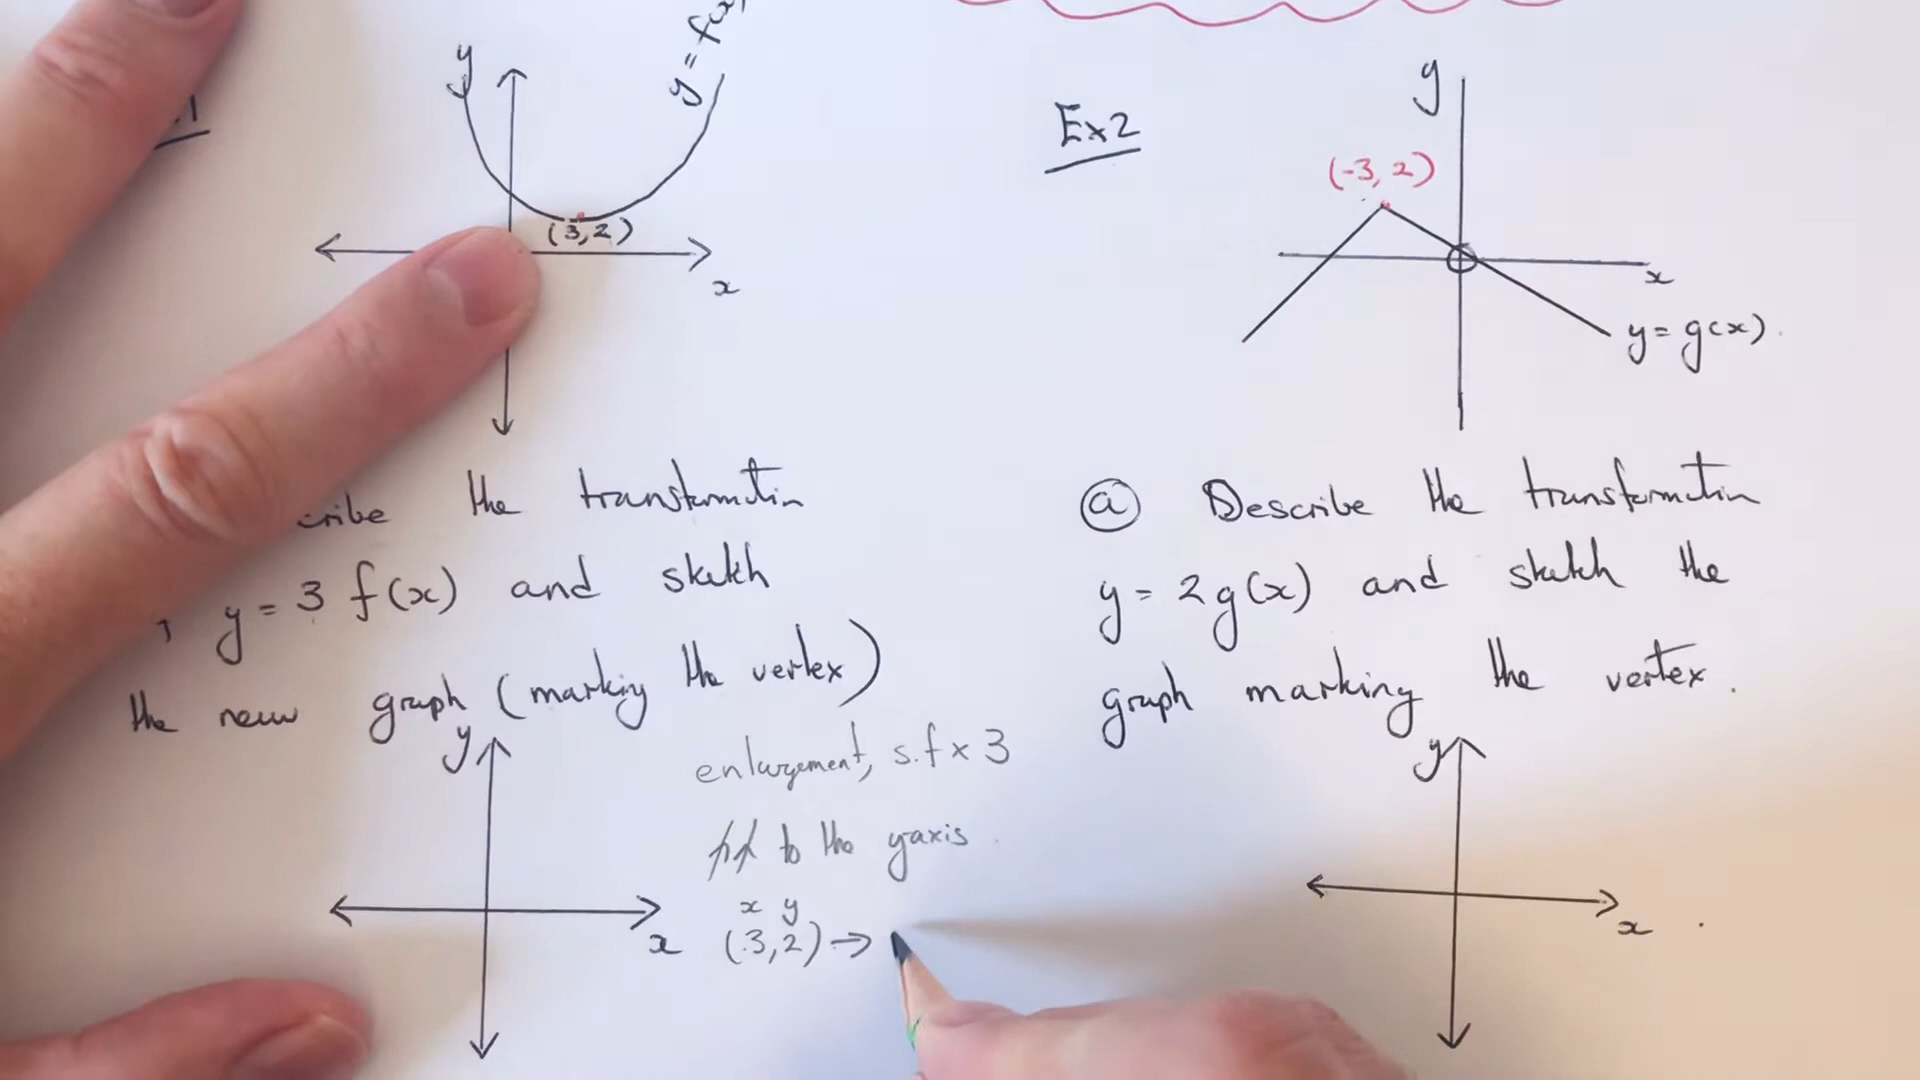 .1
y
y = f(x)
(3,2)
x
the transformation
y = 3 f(x) and sketch
the new graph (marking the vertex)
y
x
enlargement, s.f x 3
to the y axis.
x y
(3,2) →
Ex2
y
(-3, 2)
x
y = g(x).
ⓐ Describe the transformation
y = 2g(x) and sketch the
graph marking the vertex.
y
x